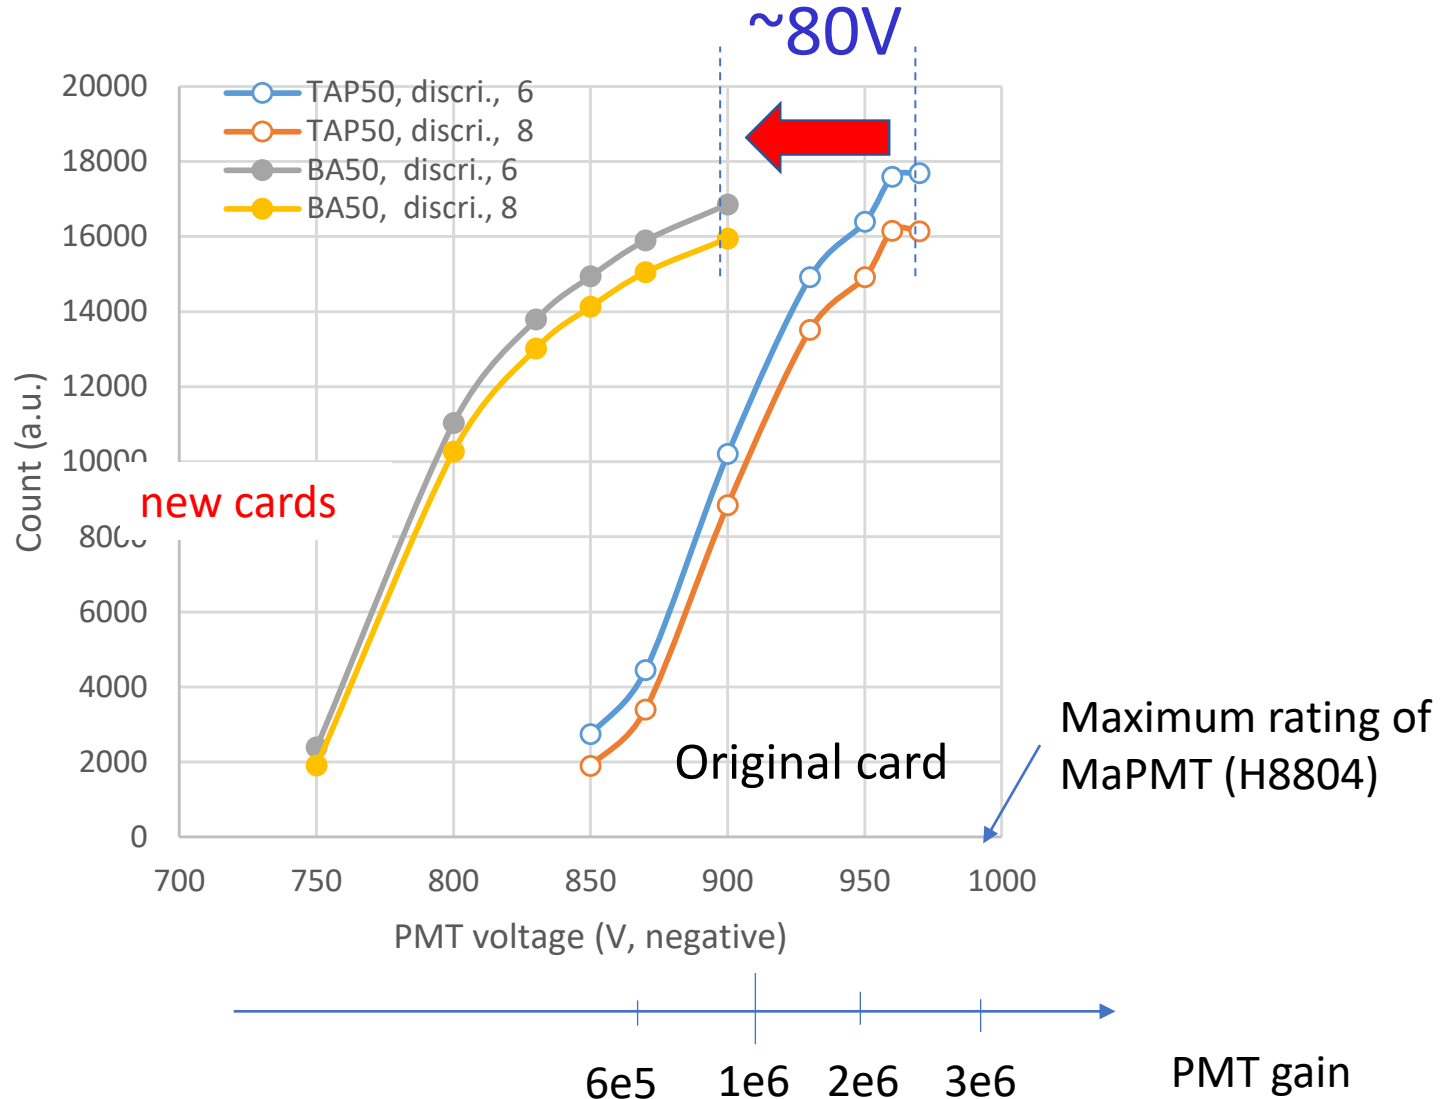 ~80V
20000
18000
16000
14000
12000
10000
8000
6000
4000
2000
0
TAP50, discri., 6
TAP50, discri., 8
BA50, discri., 6
BA50, discri., 8
Count (a.u.)
new cards
Original card
Maximum rating of
MaPMT (H8804)
700 750 800 850 900 950 1000
PMT voltage (V, negative)
6e5 1e6 2e6 3e6
PMT gain